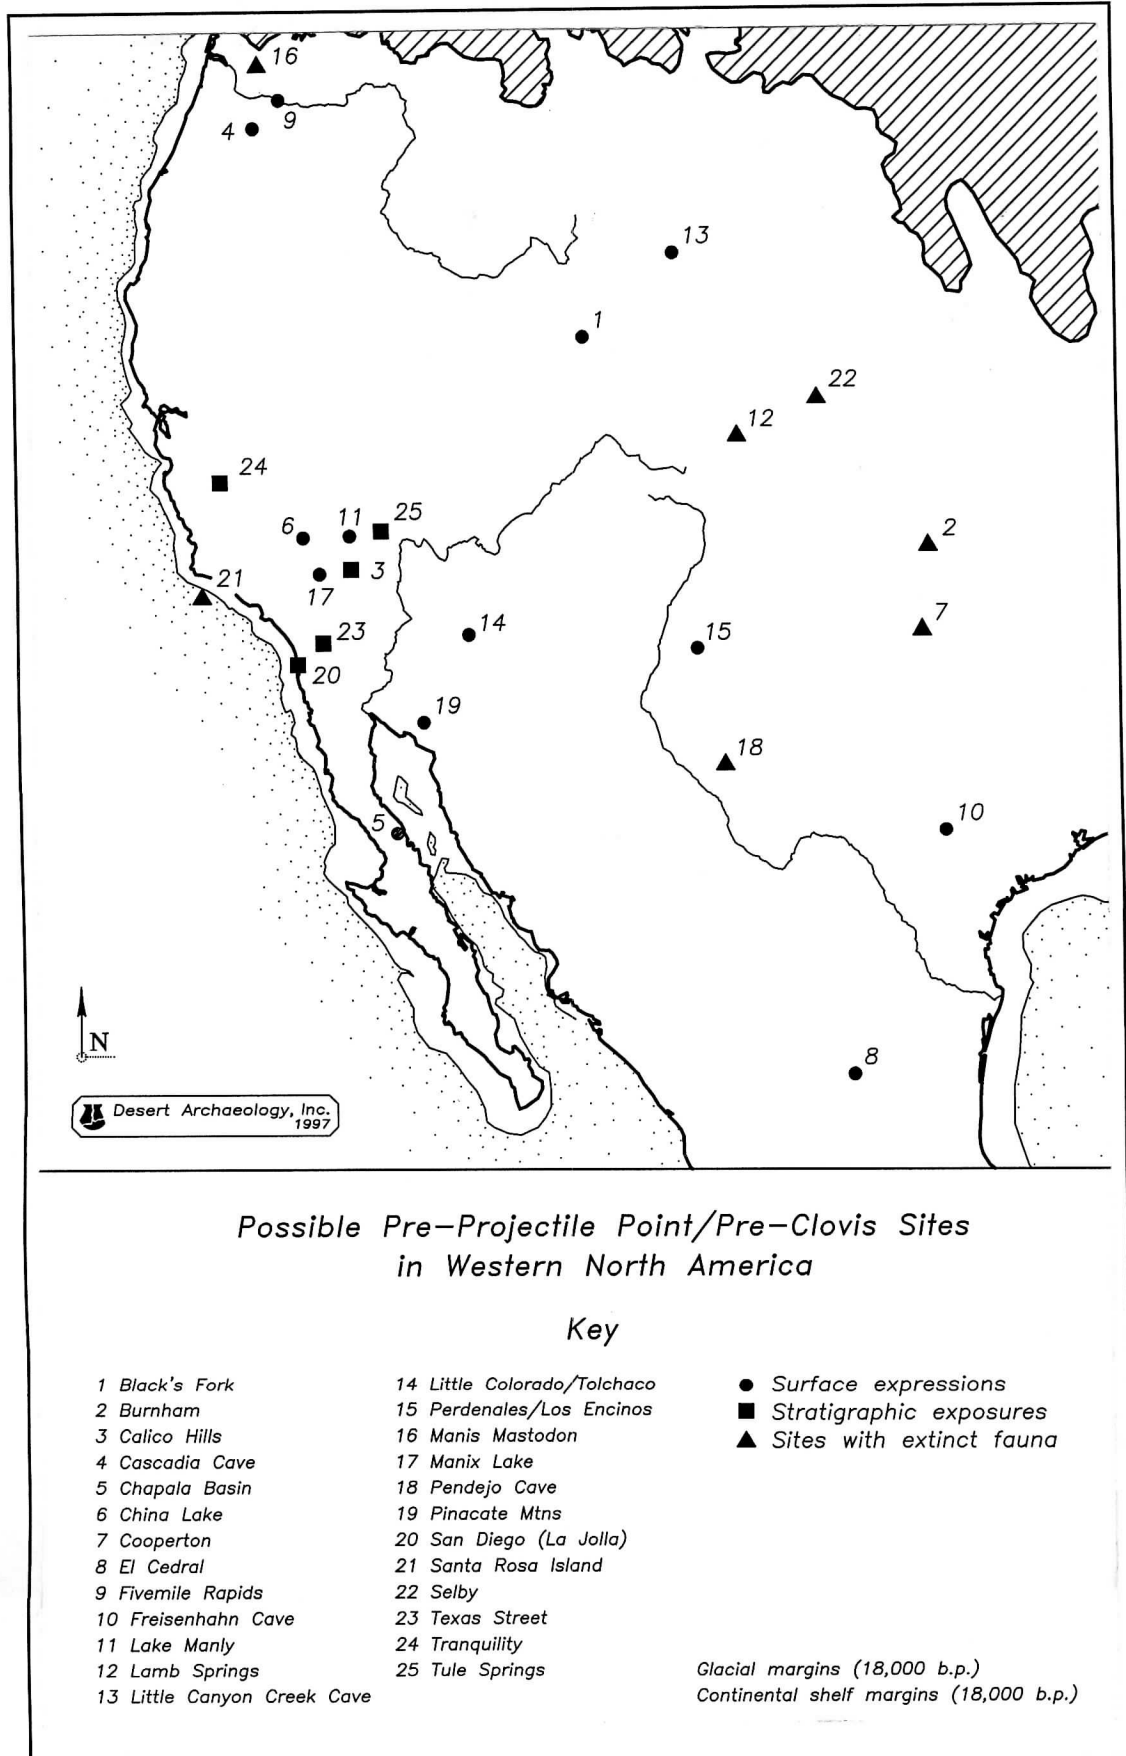 16
9
4
13
1
22
12
24
6
11
25
2
3
21
17
7
14
15
23
20
19
18
10
5
8
N
Desert Archaeology, Inc.
1997
Possible Pre-Projectile Point/Pre-Clovis Sites
in Western North America
Key
1 Black's Fork
2 Burnham
3 Calico Hills
4 Cascadia Cave
5 Chapala Basin
6 China Lake
7 Cooperton
8 El Cedral
9 Fivemile Rapids
10 Freisenhahn Cave
11 Lake Manly
12 Lamb Springs
13 Little Canyon Creek Cave
14 Little Colorado/Tolchaco
15 Perdenales/Los Encinos
16 Manis Mastodon
17 Manix Lake
18 Pendejo Cave
19 Pinacate Mtns
20 San Diego (La Jolla)
21 Santa Rosa Island
22 Selby
23 Texas Street
24 Tranquility
25 Tule Springs
Surface expressions
Stratigraphic exposures
Sites with extinct fauna
Glacial margins (18,000 b.p.)
Continental shelf margins (18,000 b.p.)